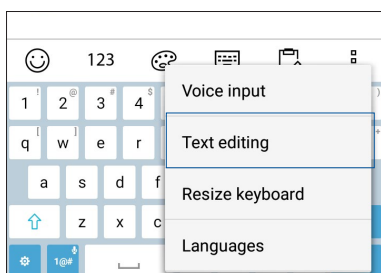 123
Voice input
1 ! 2 @ 3 # 4 $ )
Text editing
q [ w ] e r +
Resize keyboard
a s d f
z x c
Languages
1@#